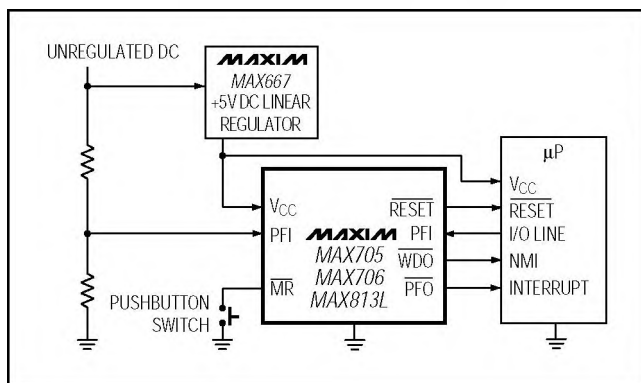 UNREGULATED DC
MAXIM
MAX667
+5V DC LINEAR
REGULATOR
µP
VCC
RESET
I/O LINE
NMI
INTERRUPT
VCC
PFI
MR
MAXIM
MAX705
MAX706
MAX813L
RESET
PFI
WDO
PFO
PUSHBUTTON
SWITCH